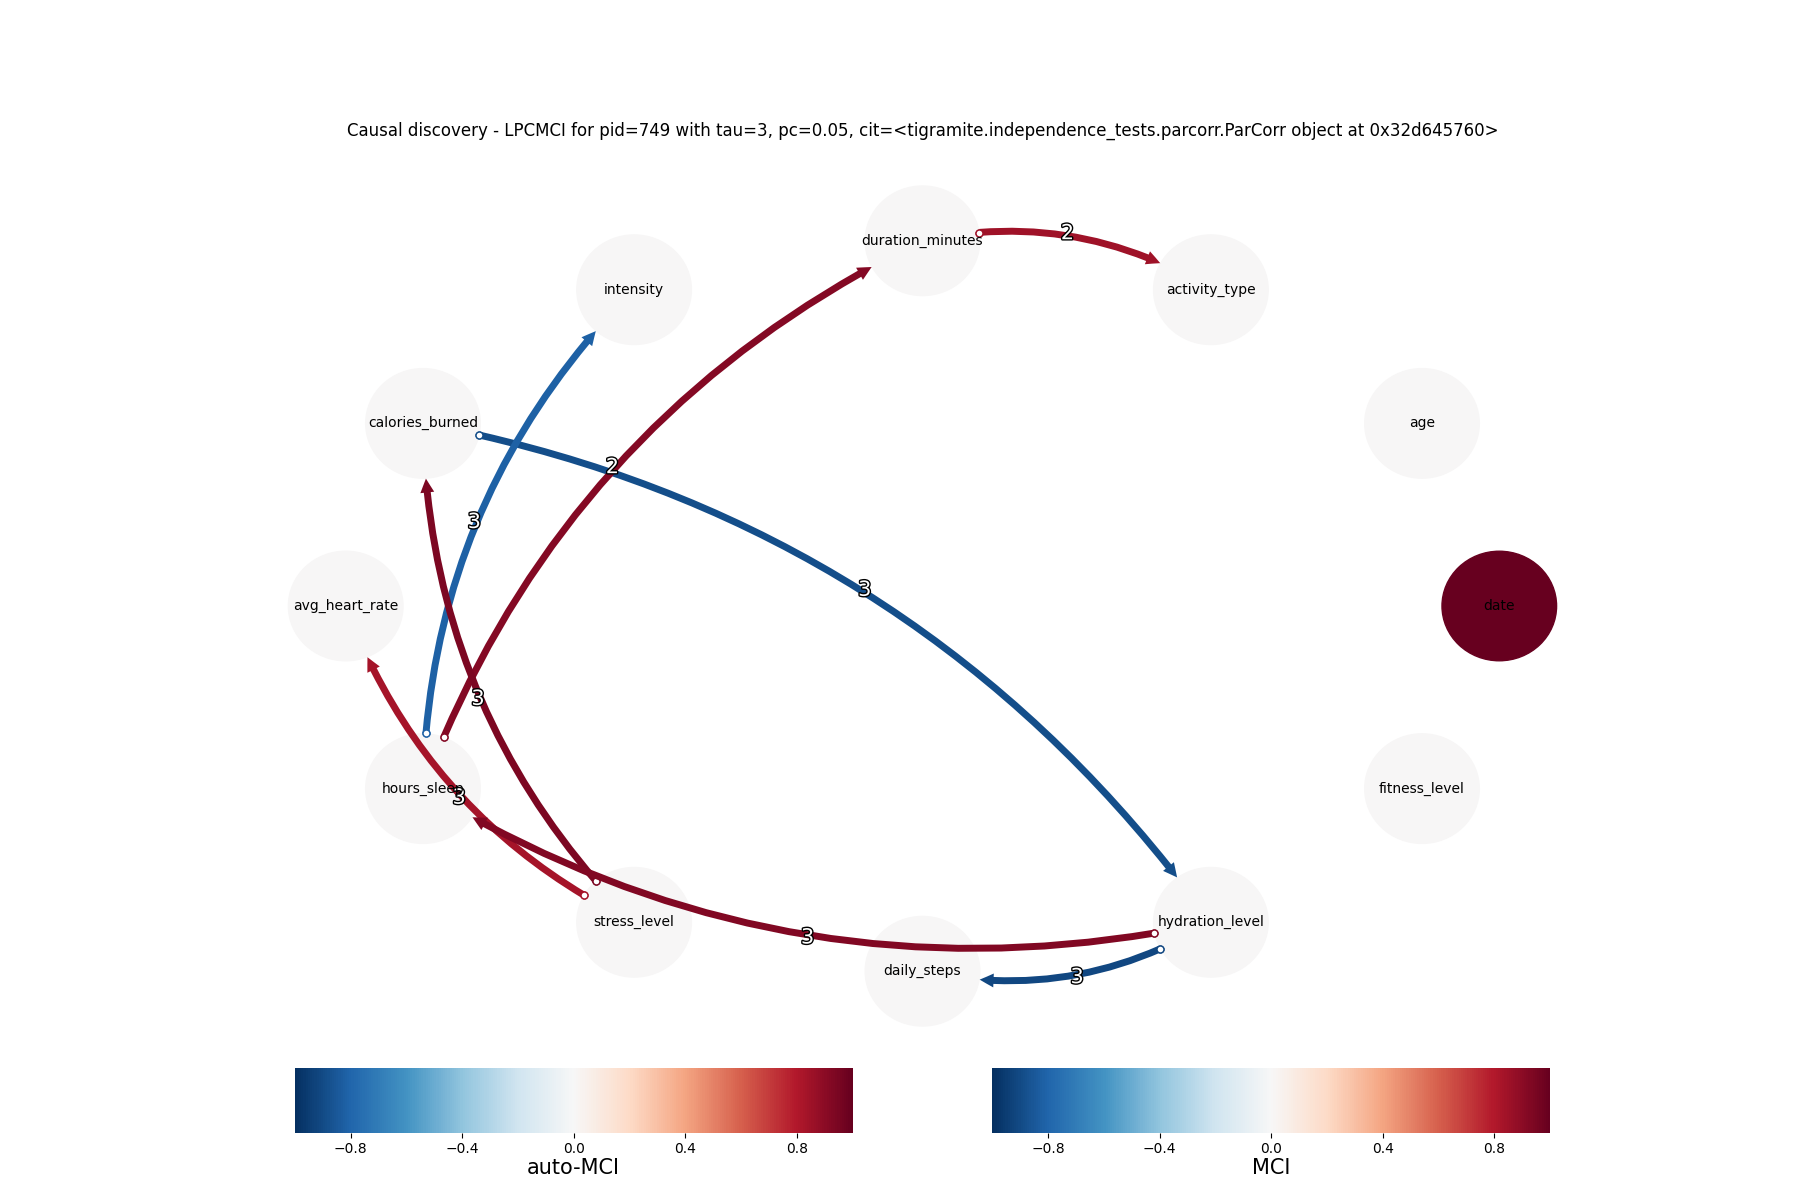 Causal discovery - LPCMCI for pid=749 with tau=3, pc=0.05, cit=<tigramite.independence_tests.parcorr.ParCorr object at 0x32d645760>
duration_minutes
2
intensity
activity_type
calories_burned
age
2
3
3
avg_heart_rate
date
3
hours_sleep
3
fitness_level
stress_level
hydration_level
3
daily_steps
3
−0.8 −0.4 0.0 0.4 0.8
auto-MCI
−0.8 −0.4 0.0 0.4 0.8
MCI